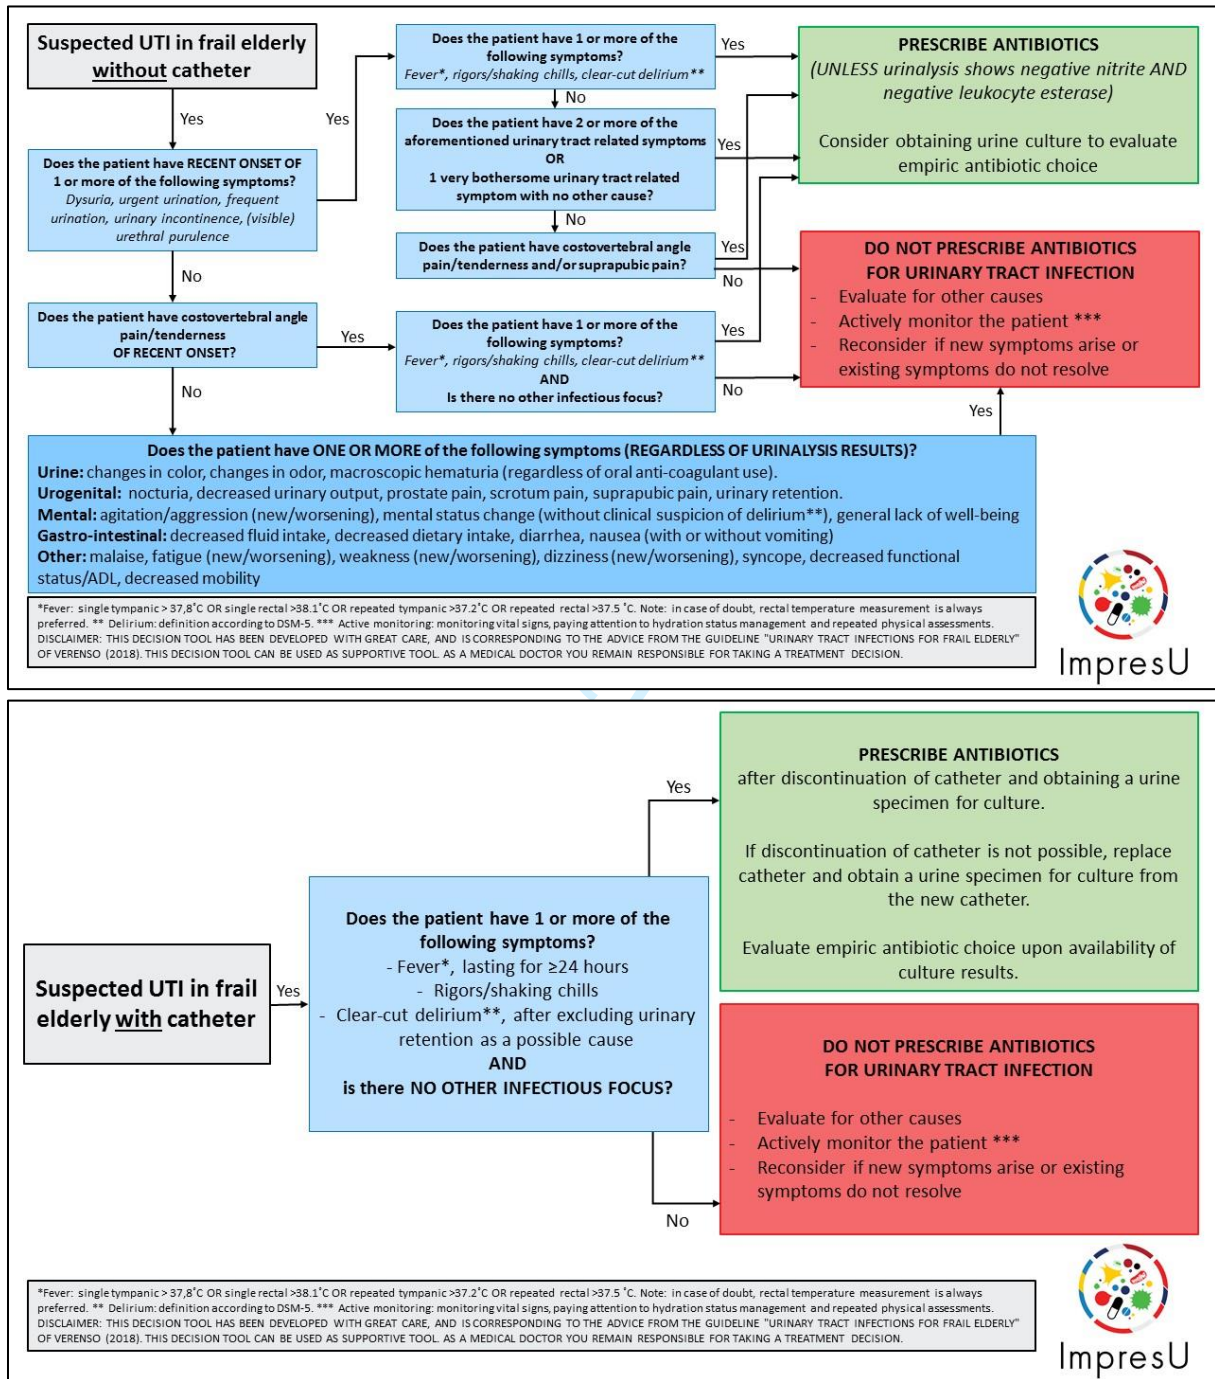 Suspected UTI in frail elderly
without catheter
Yes
Does the patient have RECENT ONSET OF
1 or more of the following symptoms?
Dysuria, urgent urination, frequent
urination, urinary incontinence, (visible)
urethral purulence
Yes
No
Does the patient have costovertebral angle
pain/tenderness
OF RECENT ONSET?
Yes
No
Does the patient have 1 or more of the
following symptoms?
Fever*, rigors/shaking chills, clear-cut delirium**
Yes
No
Does the patient have 2 or more of the
aforementioned urinary tract related symptoms
OR
1 very bothersome urinary tract related
symptom with no other cause?
Yes
No
Does the patient have costovertebral angle
pain/tenderness and/or suprapubic pain?
Yes
No
Does the patient have 1 or more of the
following symptoms?
Fever*, rigors/shaking chills, clear-cut delirium**
AND
Is there no other infectious focus?
Yes
No
PRESCRIBE ANTIBIOTICS
(UNLESS urinalysis shows negative nitrite AND
negative leukocyte esterase)
Consider obtaining urine culture to evaluate
empiric antibiotic choice
DO NOT PRESCRIBE ANTIBIOTICS
FOR URINARY TRACT INFECTION
- Evaluate for other causes
- Actively monitor the patient ***
- Reconsider if new symptoms arise or
existing symptoms do not resolve
Yes
Does the patient have ONE OR MORE of the following symptoms (REGARDLESS OF URINALYSIS RESULTS)?
Urine: changes in color, changes in odor, macroscopic hematuria (regardless of oral anti-coagulant use).
Urogenital: nocturia, decreased urinary output, prostate pain, scrotum pain, suprapubic pain, urinary retention.
Mental: agitation/aggression (new/worsening), mental status change (without clinical suspicion of delirium**), general lack of well-being
Gastro-intestinal: decreased fluid intake, decreased dietary intake, diarrhea, nausea (with or without vomiting)
Other: malaise, fatigue (new/worsening), weakness (new/worsening), dizziness (new/worsening), syncope, decreased functional
status/ADL, decreased mobility
*Fever: single tympanic > 37,8˚C OR single rectal >38.1˚C OR repeated tympanic >37.2˚C OR repeated rectal >37.5 ˚C. Note: in case of doubt, rectal temperature measurement is always
preferred. ** Delirium: definition according to DSM-5. *** Active monitoring: monitoring vital signs, paying attention to hydration status management and repeated physical assessments.
DISCLAIMER: THIS DECISION TOOL HAS BEEN DEVELOPED WITH GREAT CARE, AND IS CORRESPONDING TO THE ADVICE FROM THE GUIDELINE "URINARY TRACT INFECTIONS FOR FRAIL ELDERLY"
OF VERENSO (2018). THIS DECISION TOOL CAN BE USED AS SUPPORTIVE TOOL. AS A MEDICAL DOCTOR YOU REMAIN RESPONSIBLE FOR TAKING A TREATMENT DECISION.
ImpresU
Suspected UTI in frail
elderly with catheter
Yes
Does the patient have 1 or more of the
following symptoms?
- Fever*, lasting for ≥24 hours
- Rigors/shaking chills
- Clear-cut delirium**, after excluding urinary
retention as a possible cause
AND
is there NO OTHER INFECTIOUS FOCUS?
Yes
No
PRESCRIBE ANTIBIOTICS
after discontinuation of catheter and obtaining a urine
specimen for culture.
If discontinuation of catheter is not possible, replace
catheter and obtain a urine specimen for culture from
the new catheter.
Evaluate empiric antibiotic choice upon availability of
culture results.
DO NOT PRESCRIBE ANTIBIOTICS
FOR URINARY TRACT INFECTION
- Evaluate for other causes
- Actively monitor the patient ***
- Reconsider if new symptoms arise or existing
symptoms do not resolve
*Fever: single tympanic > 37,8˚C OR single rectal >38.1˚C OR repeated tympanic >37.2˚C OR repeated rectal >37.5 ˚C. Note: in case of doubt, rectal temperature measurement is always
preferred. ** Delirium: definition according to DSM-5. *** Active monitoring: monitoring vital signs, paying attention to hydration status management and repeated physical assessments.
DISCLAIMER: THIS DECISION TOOL HAS BEEN DEVELOPED WITH GREAT CARE, AND IS CORRESPONDING TO THE ADVICE FROM THE GUIDELINE "URINARY TRACT INFECTIONS FOR FRAIL ELDERLY"
OF VERENSO (2018). THIS DECISION TOOL CAN BE USED AS SUPPORTIVE TOOL. AS A MEDICAL DOCTOR YOU REMAIN RESPONSIBLE FOR TAKING A TREATMENT DECISION.
ImpresU